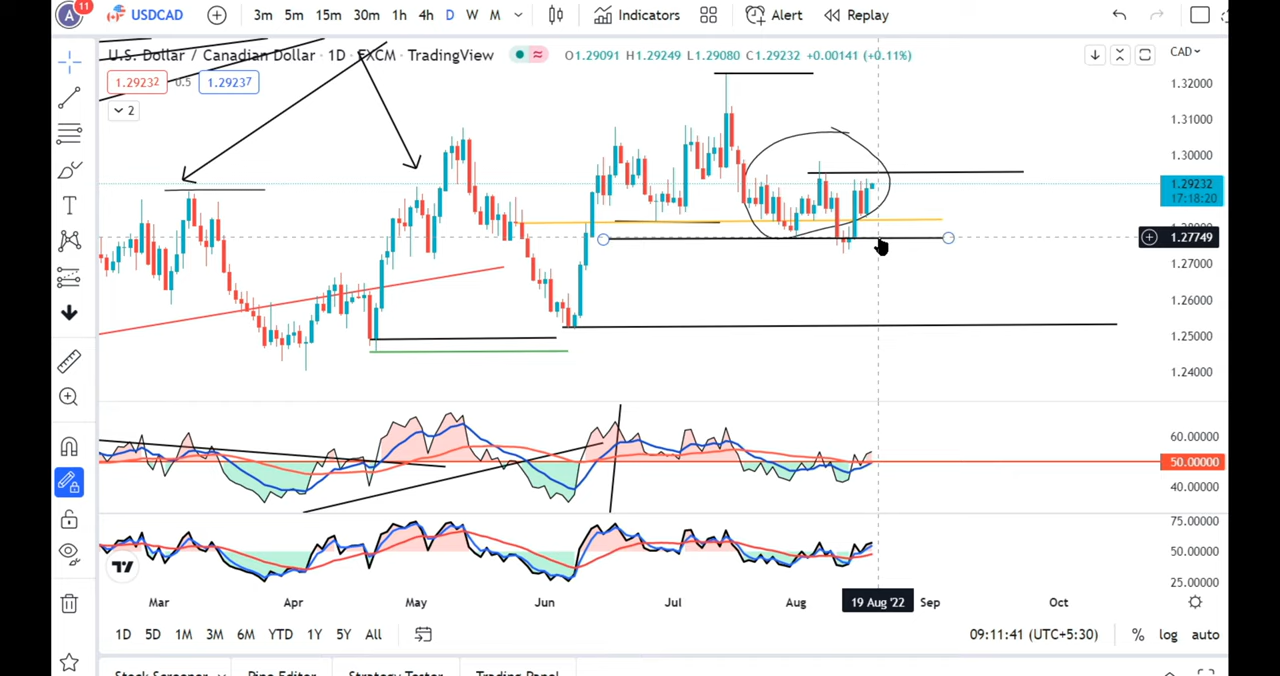 A 11 USDCAD 3m 5m 15m 30m 1h 4h D W M Indicators Alert Replay
U.S. Dollar / Canadian Dollar · 1D · FXCM · TradingView O1.29091 H1.29249 L1.29080 C1.29232 +0.00141 (+0.11%) CAD
1.29232 0.5 1.29237
2
1.32000
1.31000
1.30000
1.29232
17:18:20
1.27749
1.27000
1.26000
1.25000
1.24000
60.00000
50.00000
40.00000
75.00000
50.00000
25.00000
Mar Apr May Jun Jul Aug 19 Aug '22 Sep Oct
1D 5D 1M 3M 6M YTD 1Y 5Y All 09:11:41 (UTC+5:30) % log auto
Stock Screener Pine Editor Strategy Tester Trading Panel